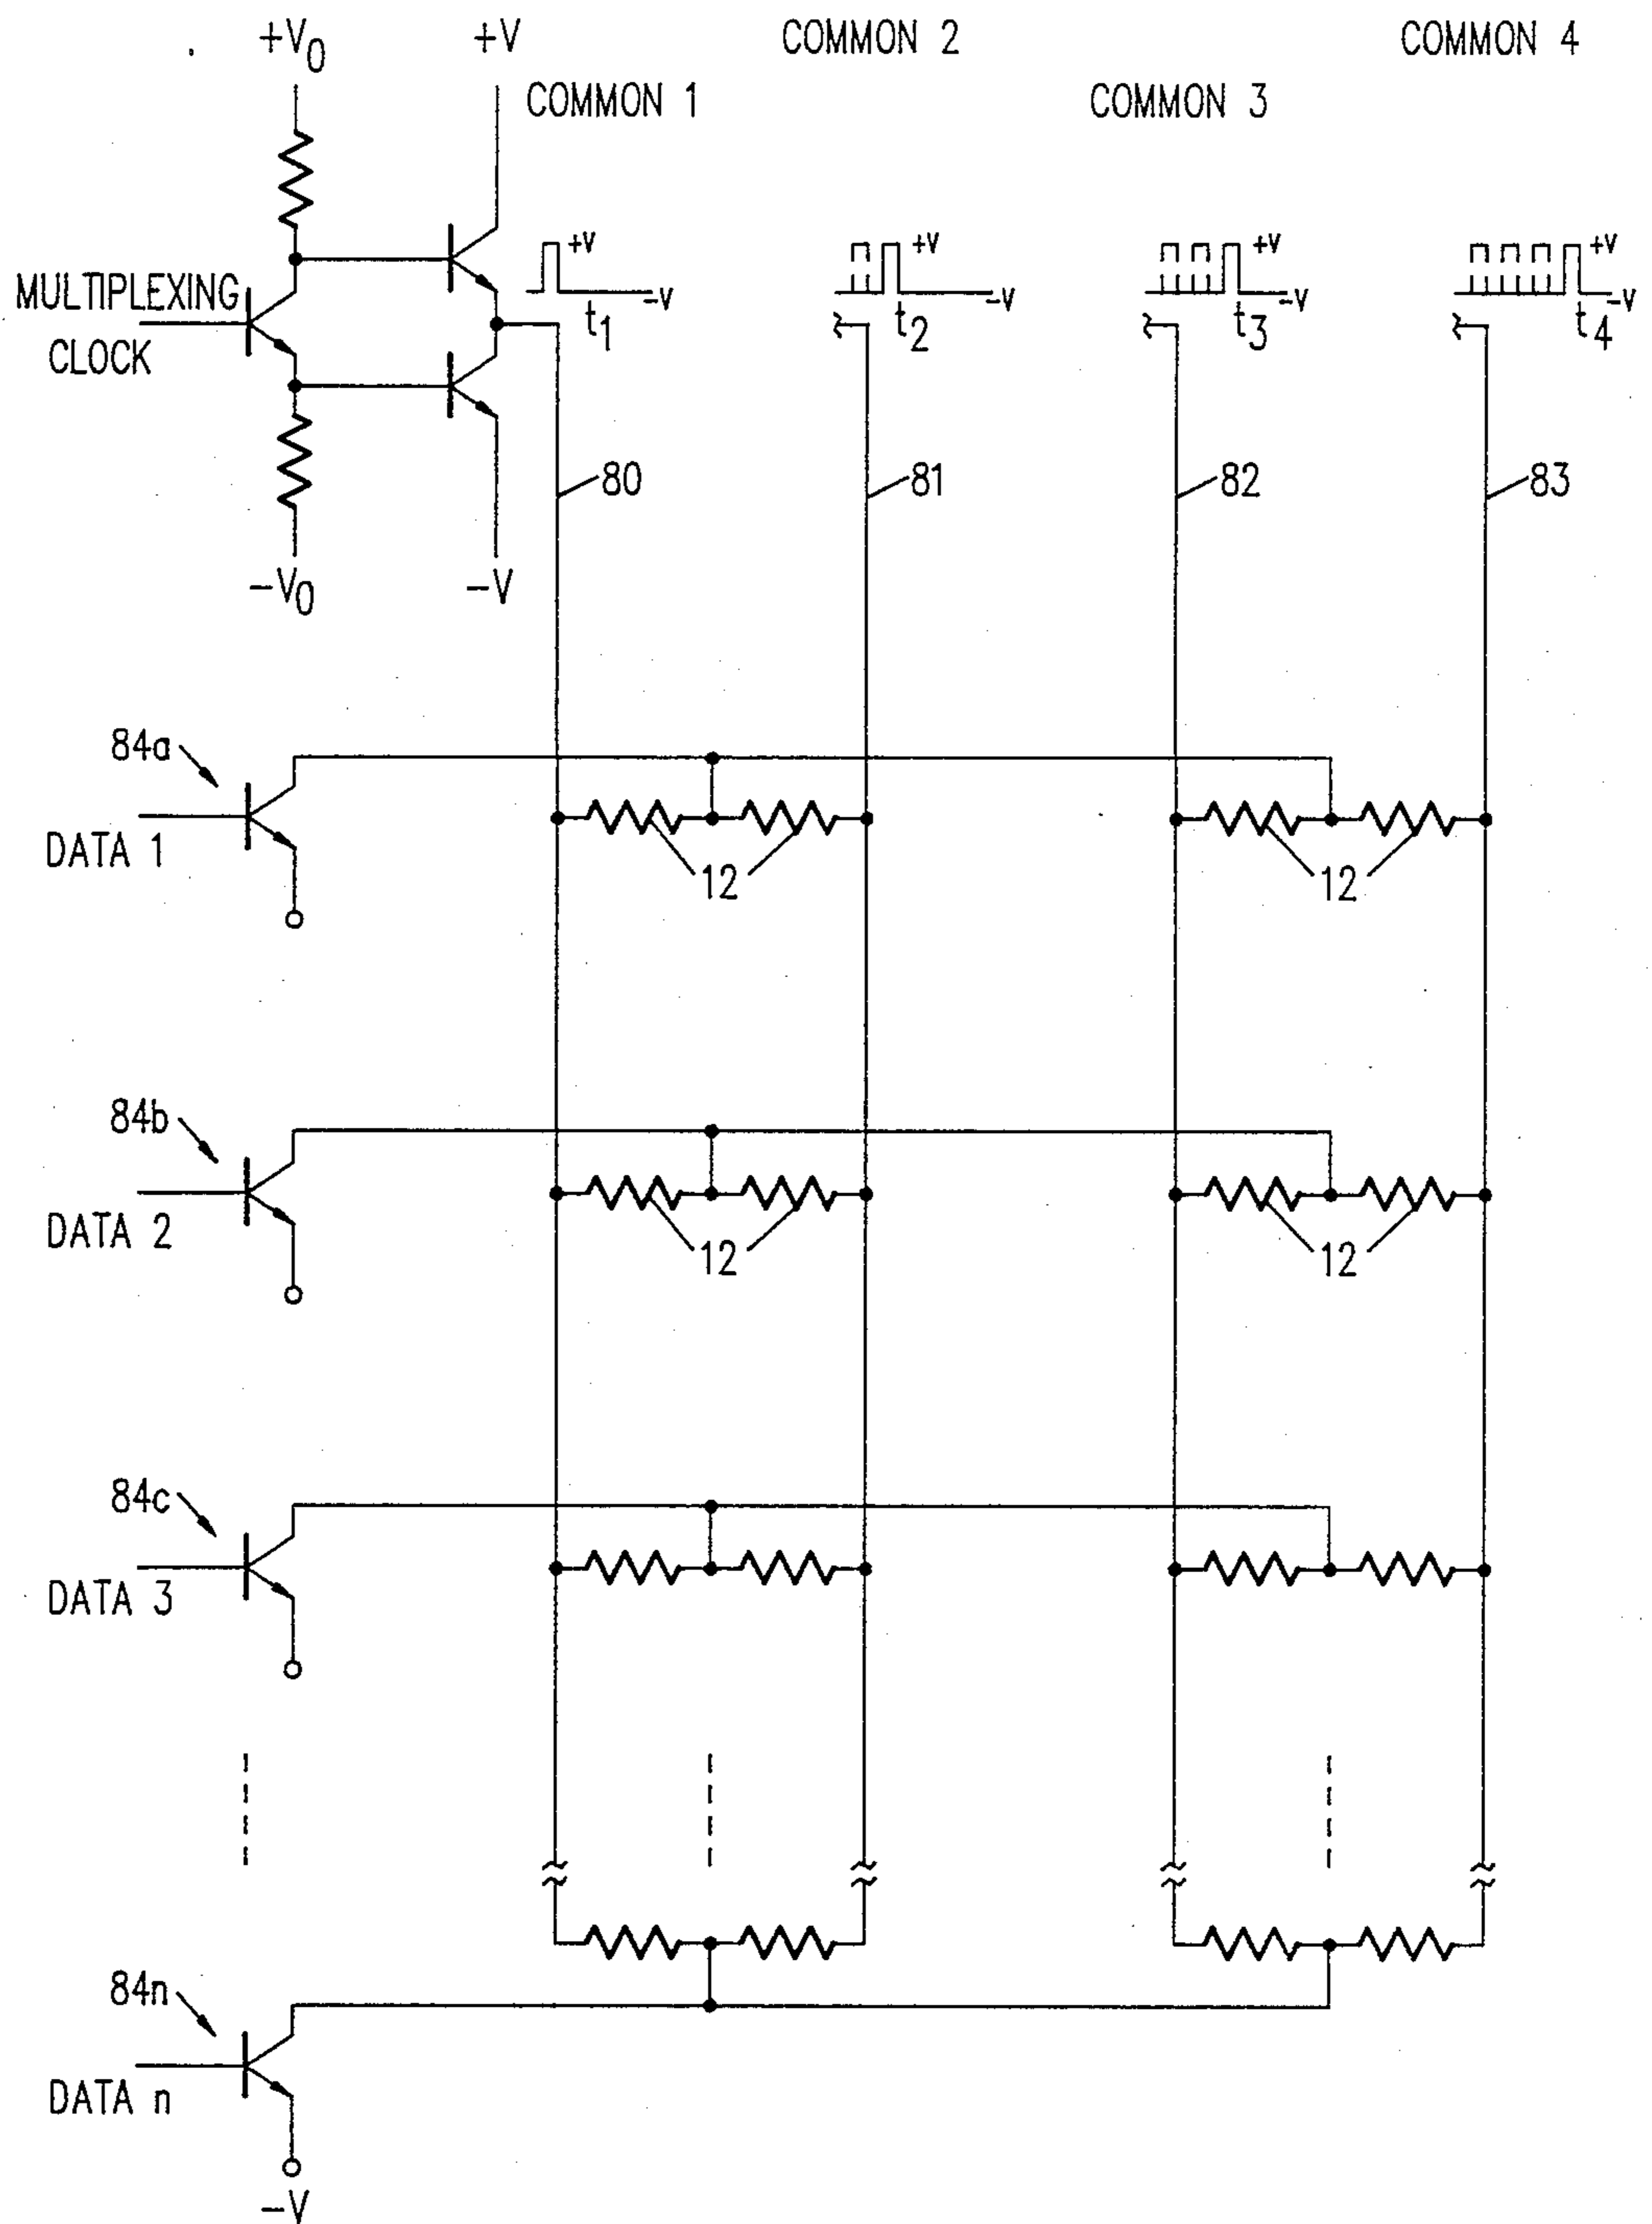 +V0 +V COMMON 2 COMMON 4
COMMON 1 COMMON 3
+V +V +V +V
MULTIPLEXING
CLOCK
-V -V -V -V
t1 t2 t3 t4
80 81 82 83
-V0 -V
84a
DATA 1
12 12
84b
DATA 2
12 12
84c
DATA 3
84n
DATA n
-V